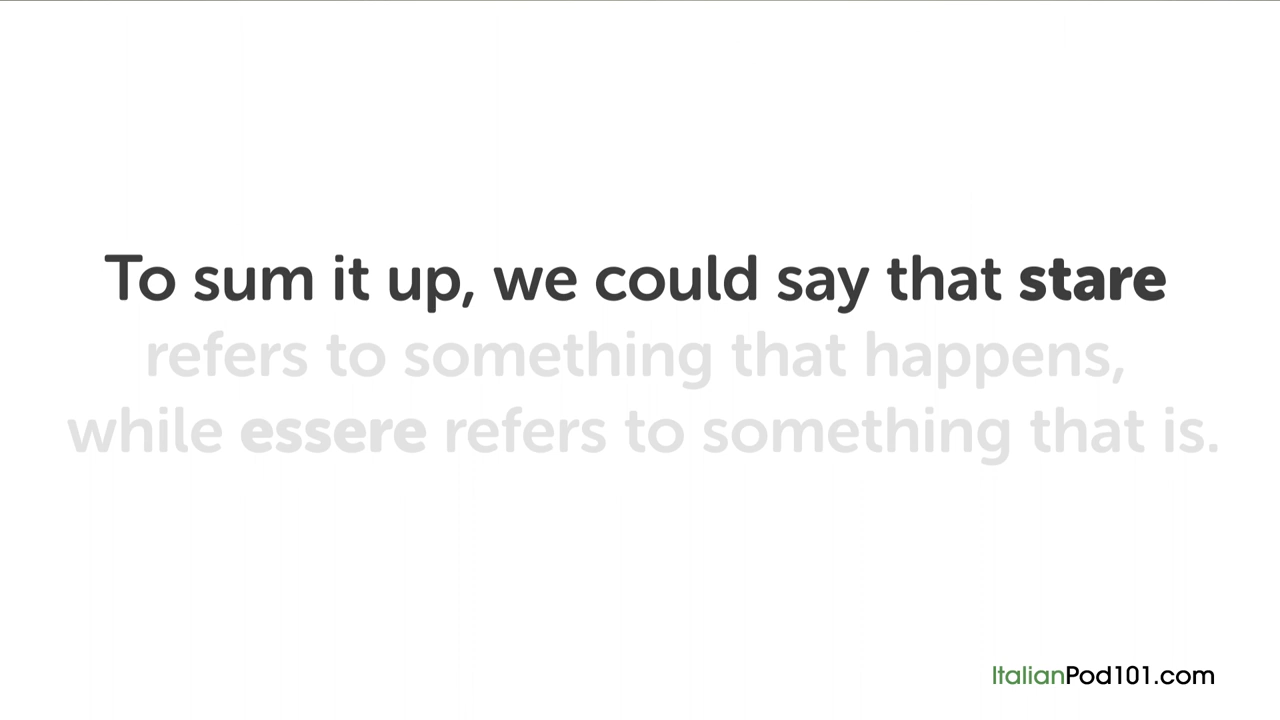 To sum it up, we could say that stare
refers to something that happens,
while essere refers to something that is.
ItalianPod101.com